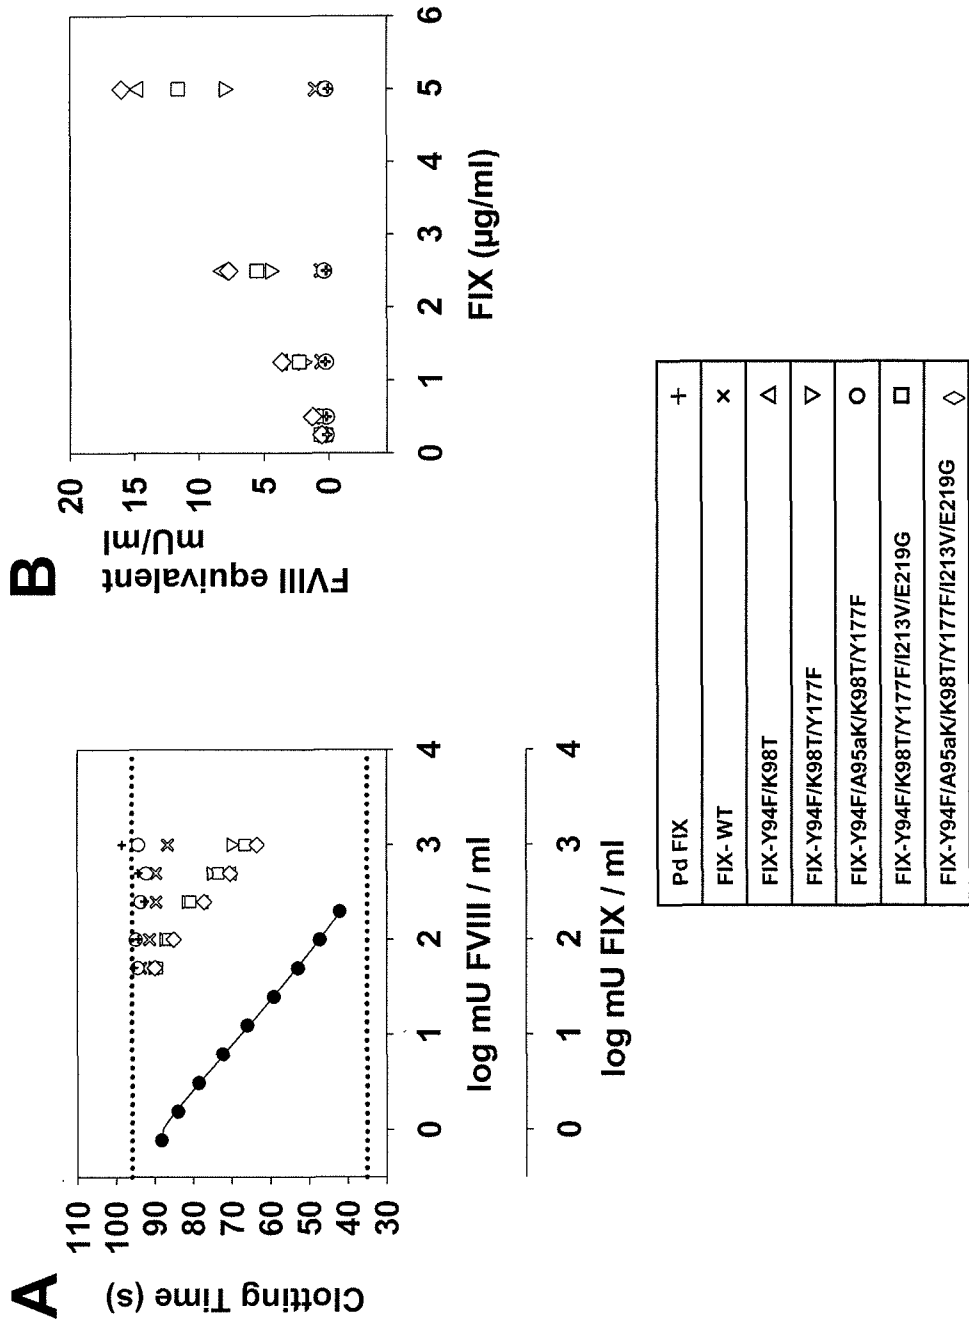 A
Clotting Time (s)
110
100
90
80
70
60
50
40
30
0 1 2 3 4
log mU FVIII / ml
0 1 2 3 4
log mU FIX / ml
B
FVIII equivalent
mU/ml
20
15
10
5
0
0 1 2 3 4 5 6
FIX (µg/ml)
Pd FIX +
FIX- WT ×
FIX-Y94F/K98T △
FIX-Y94F/K98T/Y177F ▽
FIX-Y94F/A95aK/K98T/Y177F O
FIX-Y94F/K98T/Y177F/I213V/E219G □
FIX-Y94F/A95aK/K98T/Y177F/I213V/E219G ◇